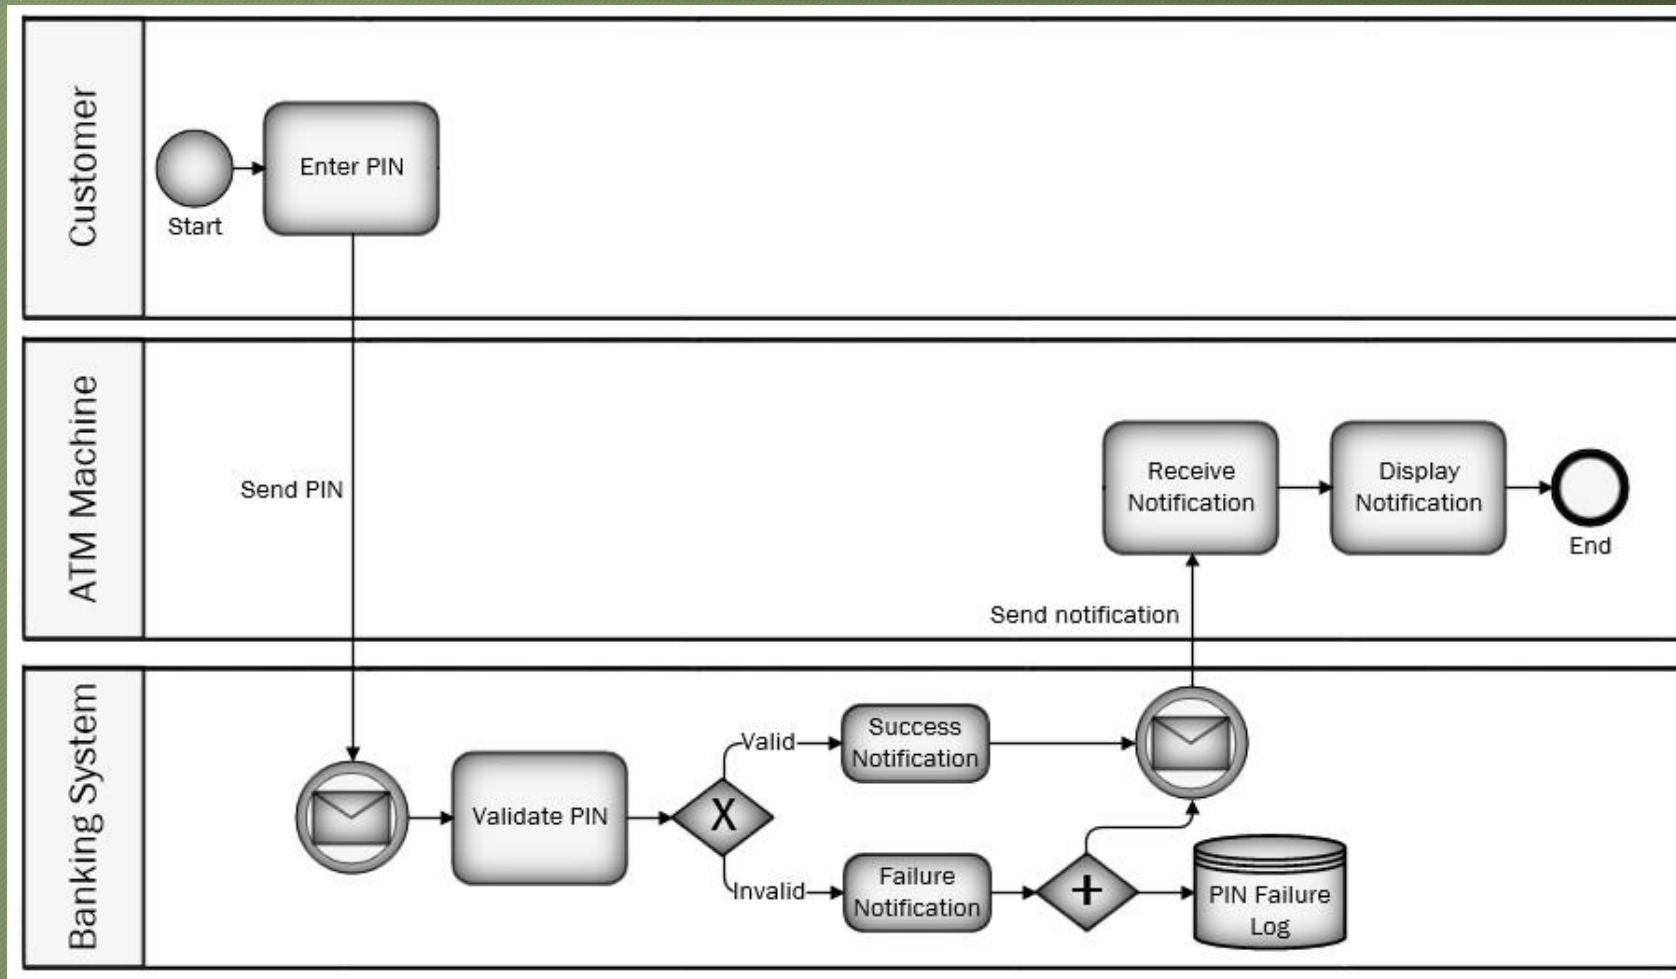 Customer
Start
Enter PIN
ATM Machine
Send PIN
Receive
Notification
Display
Notification
End
Send notification
Banking System
Validate PIN
X
Valid
Success
Notification
Invalid
Failure
Notification
+
PIN Failure
Log